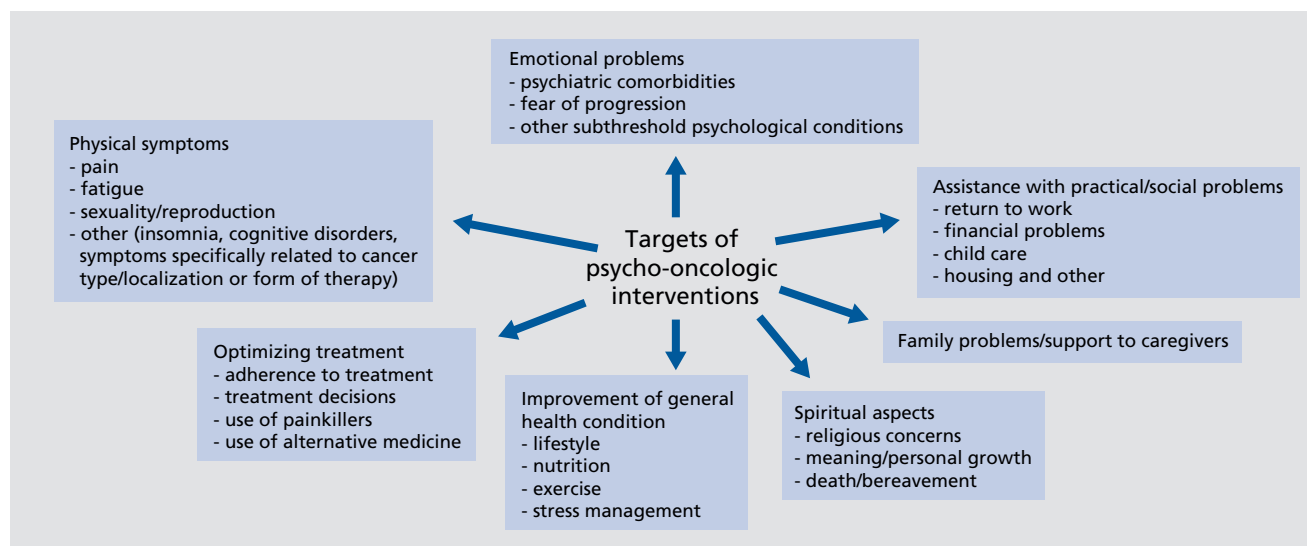 Emotional problems
- psychiatric comorbidities
- fear of progression
- other subthreshold psychological conditions
Physical symptoms
- pain
- fatigue
- sexuality/reproduction
- other (insomnia, cognitive disorders,
symptoms specifically related to cancer
type/localization or form of therapy)
Assistance with practical/social problems
- return to work
- financial problems
- child care
- housing and other
Targets of
psycho-oncologic
interventions
Family problems/support to caregivers
Optimizing treatment
- adherence to treatment
- treatment decisions
- use of painkillers
- use of alternative medicine
Improvement of general
health condition
- lifestyle
- nutrition
- exercise
- stress management
Spiritual aspects
- religious concerns
- meaning/personal growth
- death/bereavement